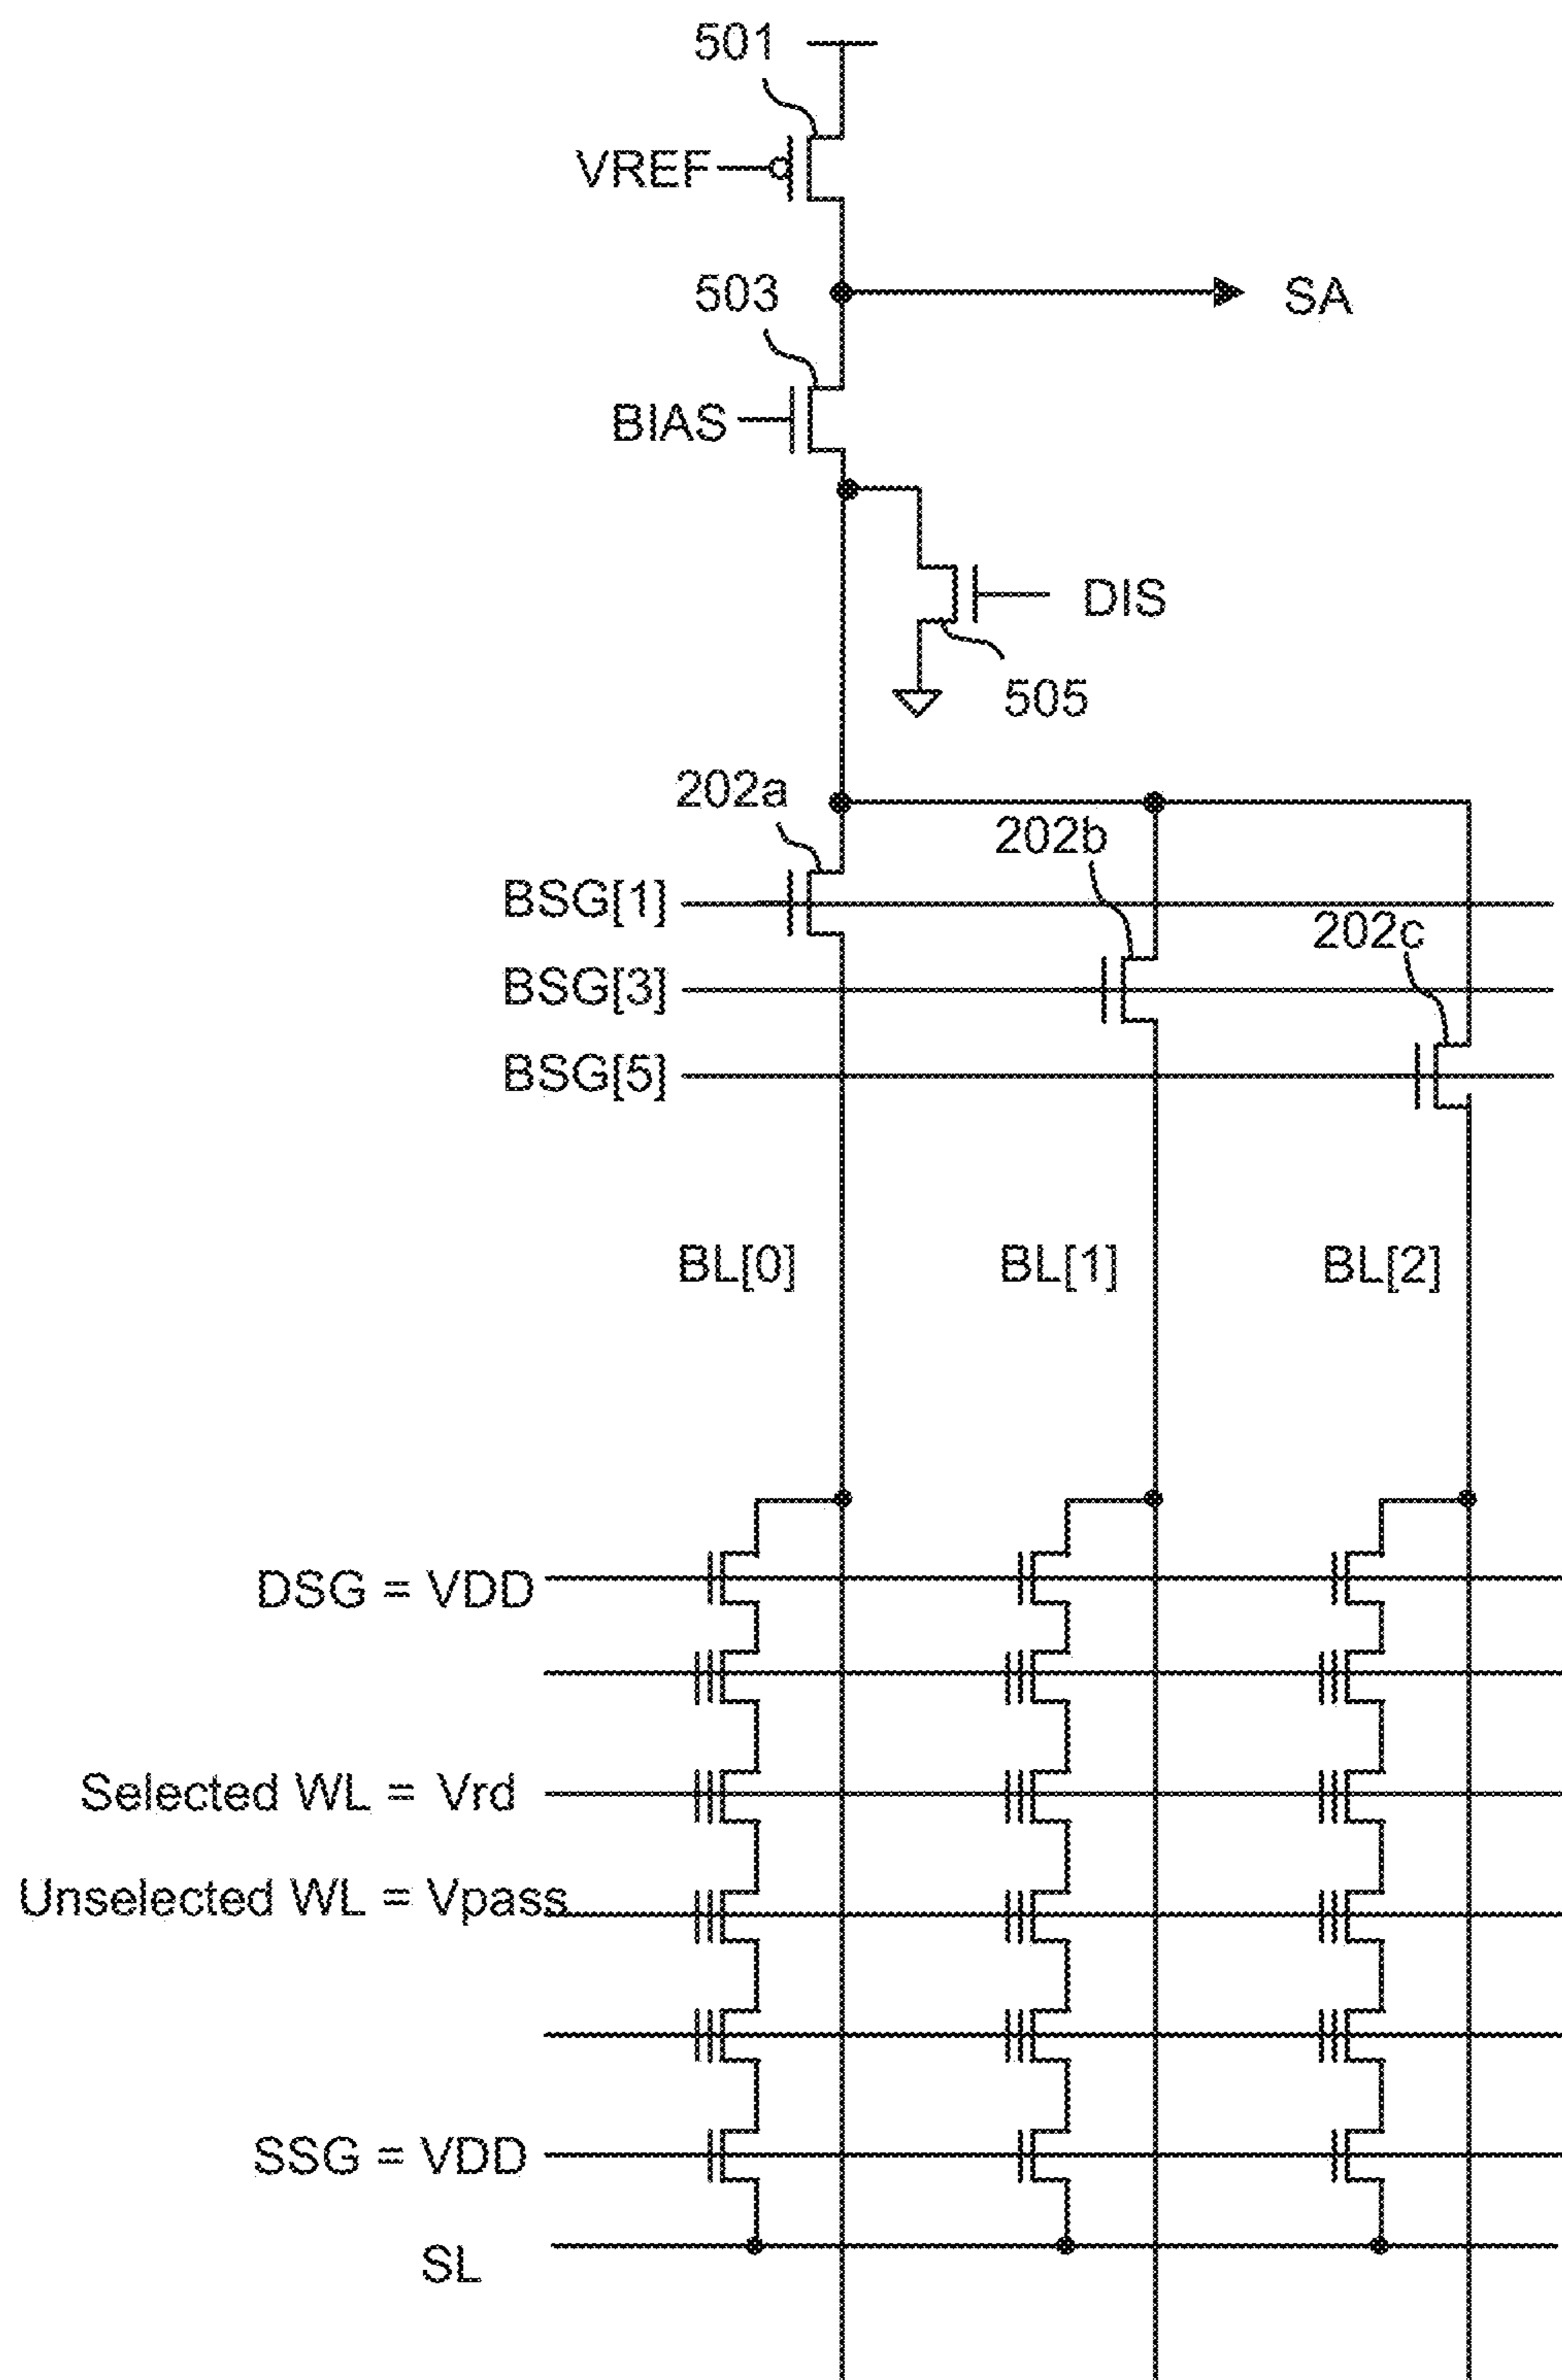 501
VREF
503
SA
BIAS
DIS
505
202a
202b
BSG[1]
202c
BSG[3]
BSG[5]
BL[0]
BL[1]
BL[2]
DSG = VDD
Selected WL = Vrd
Unselected WL = Vpass
SSG = VDD
SL